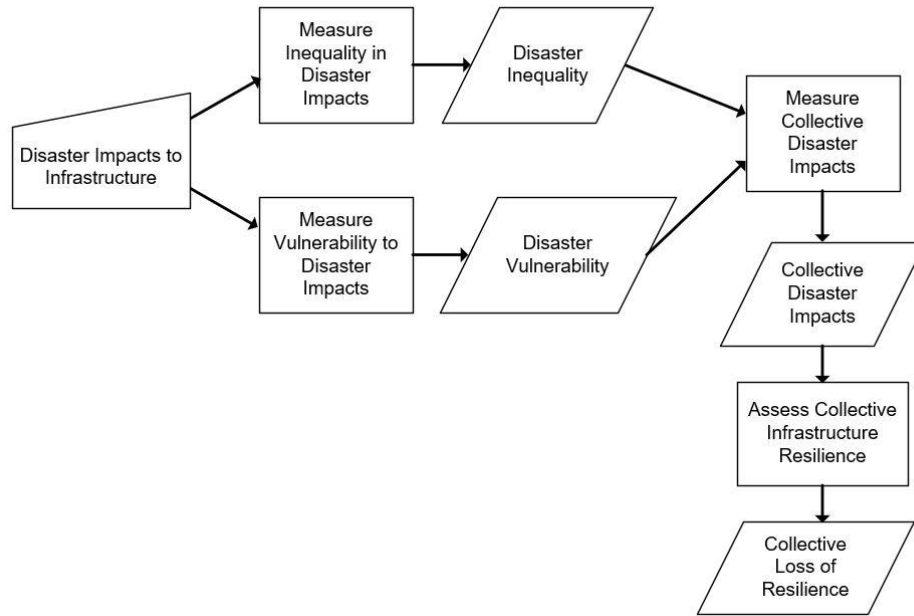 Disaster Impacts to
Infrastructure
Measure
Inequality in
Disaster
Impacts
Disaster
Inequality
Measure
Vulnerability to
Disaster
Impacts
Disaster
Vulnerability
Measure
Collective
Disaster
Impacts
Collective
Disaster
Impacts
Assess Collective
Infrastructure
Resilience
Collective
Loss of
Resilience